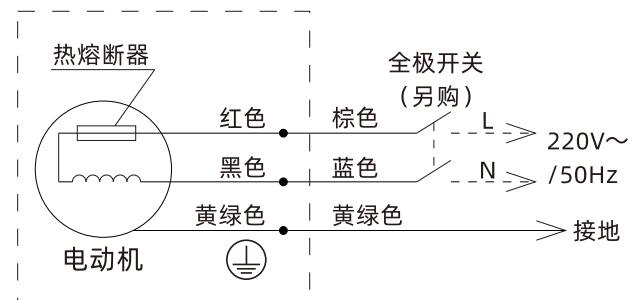 热熔断器
全极开关
(另购)
红色
棕色
L
220V～
黑色
蓝色
N
/50Hz
黄绿色
黄绿色
接地
电动机